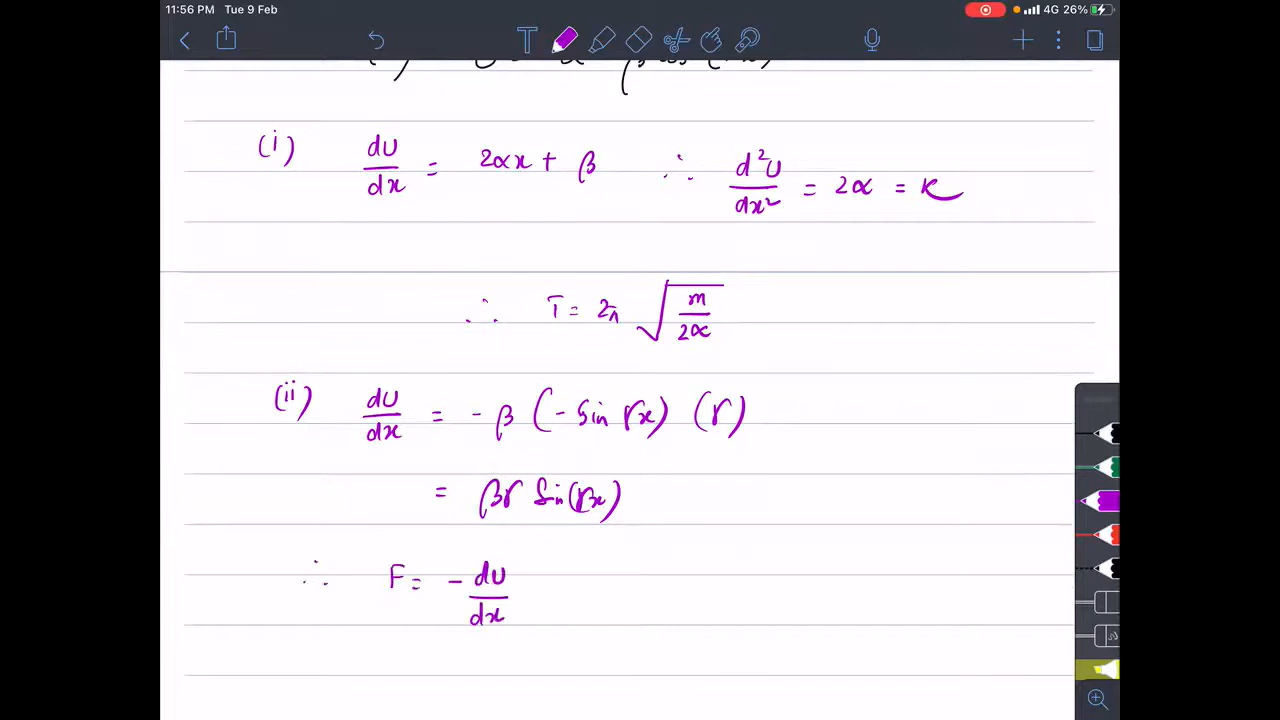 11:56 PM Tue 9 Feb 4G 26%
(i) dU/dx = 2αx + β ∴ d²U/dx² = 2α = K
∴ T = 2π √(m/2α)
(ii) dU/dx = -β (- sin γx) (γ)
= βγ sin(γx)
∴ F = - dU/dx